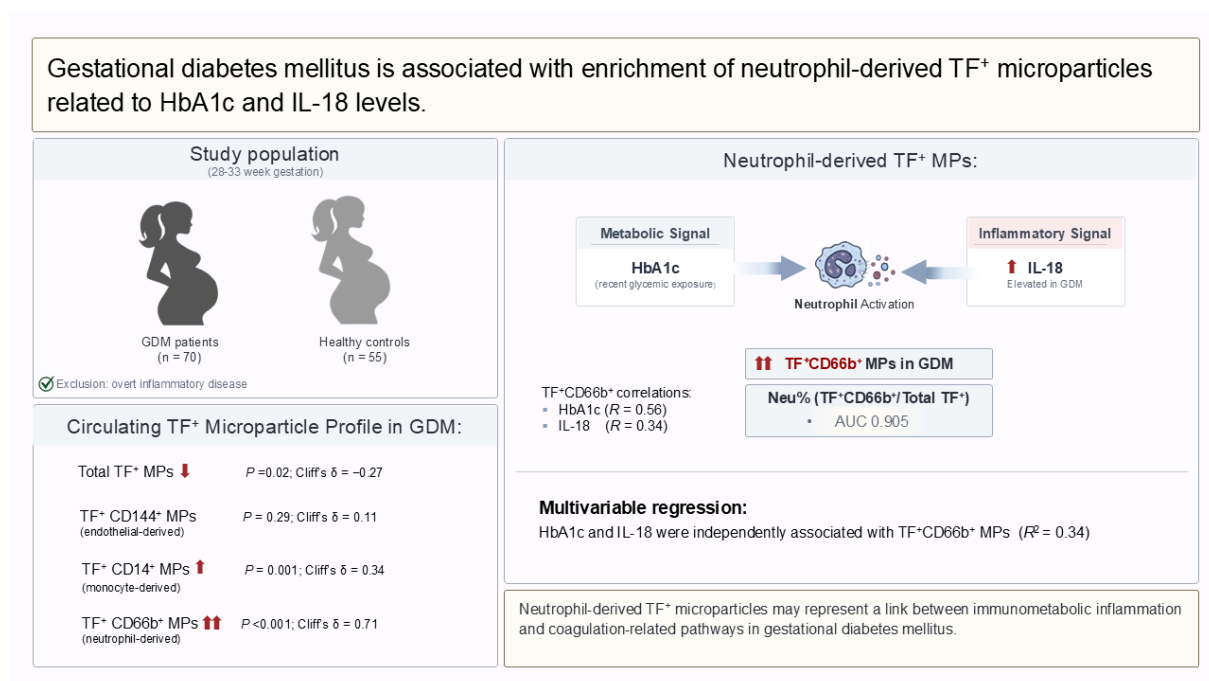 Gestational diabetes mellitus is associated with enrichment of neutrophil-derived TF⁺ microparticles
related to HbA1c and IL-18 levels.
Study population
(28-33 week gestation)
GDM patients
(n = 70)
Healthy controls
(n = 55)
Exclusion: overt inflammatory disease
Circulating TF⁺ Microparticle Profile in GDM:
Total TF⁺ MPs P =0.02; Cliff's δ = −0.27
TF⁺ CD144⁺ MPs P = 0.29; Cliff's δ = 0.11
(endothelial-derived)
TF⁺ CD14⁺ MPs P = 0.001; Cliff's δ = 0.34
(monocyte-derived)
TF⁺ CD66b⁺ MPs P <0.001; Cliff's δ = 0.71
(neutrophil-derived)
Neutrophil-derived TF⁺ MPs:
Metabolic Signal
HbA1c
(recent glycemic exposure)
Neutrophil Activation
Inflammatory Signal
IL-18
Elevated in GDM
TF⁺CD66b⁺ MPs in GDM
Neu% (TF⁺CD66b⁺/Total TF⁺)
• AUC 0.905
TF⁺CD66b⁺ correlations:
▪ HbA1c (R = 0.56)
▪ IL-18 (R = 0.34)
Multivariable regression:
HbA1c and IL-18 were independently associated with TF⁺CD66b⁺ MPs (R² = 0.34)
Neutrophil-derived TF⁺ microparticles may represent a link between immunometabolic inflammation
and coagulation-related pathways in gestational diabetes mellitus.